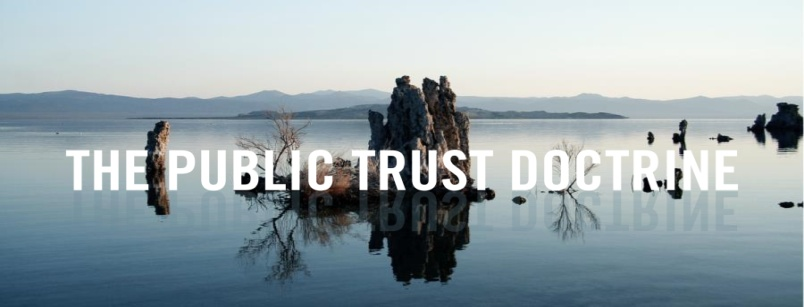 THE PUBLIC TRUST DOCTRINE